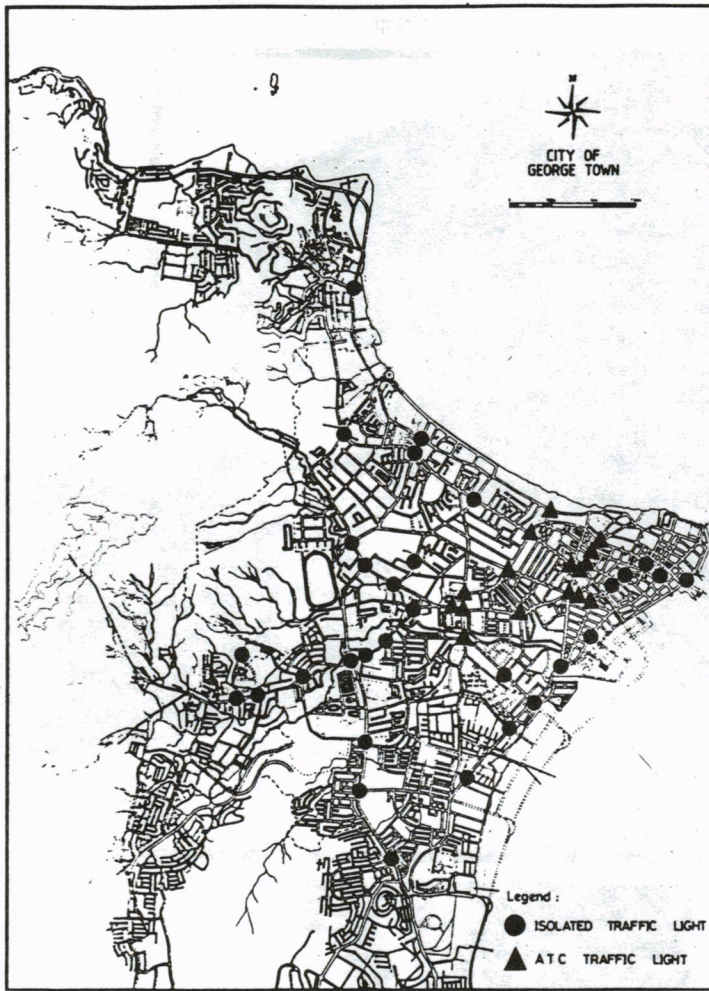 CITY OF
GEORGE TOWN
Legend :
ISOLATED TRAFFIC LIGHT
A T C TRAFFIC LIGHT